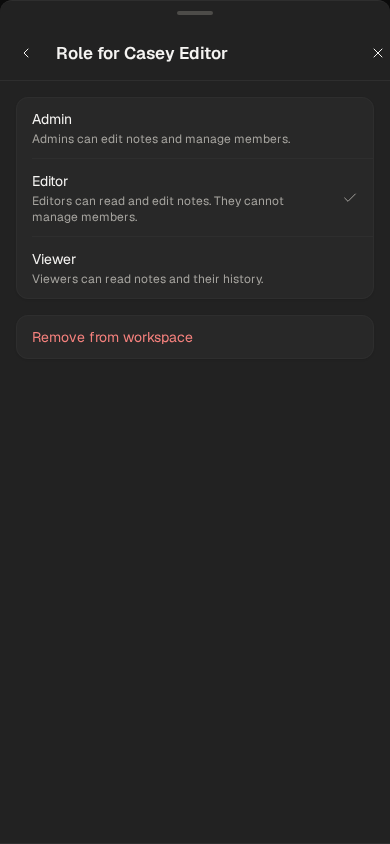 Role for Casey Editor
Admin
Admins can edit notes and manage members.
Editor
Editors can read and edit notes. They cannot
manage members.
Viewer
Viewers can read notes and their history.
Remove from workspace